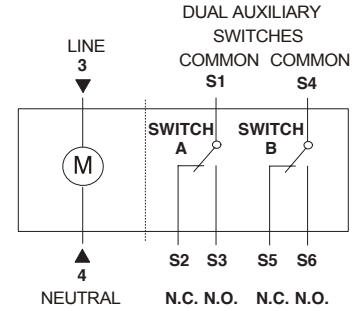 DUAL AUXILIARY
SWITCHES
LINE
3
COMMON COMMON
S1 S4
SWITCH
A
SWITCH
B
M
S2 S3 S5 S6
4
NEUTRAL
N.C. N.O. N.C. N.O.